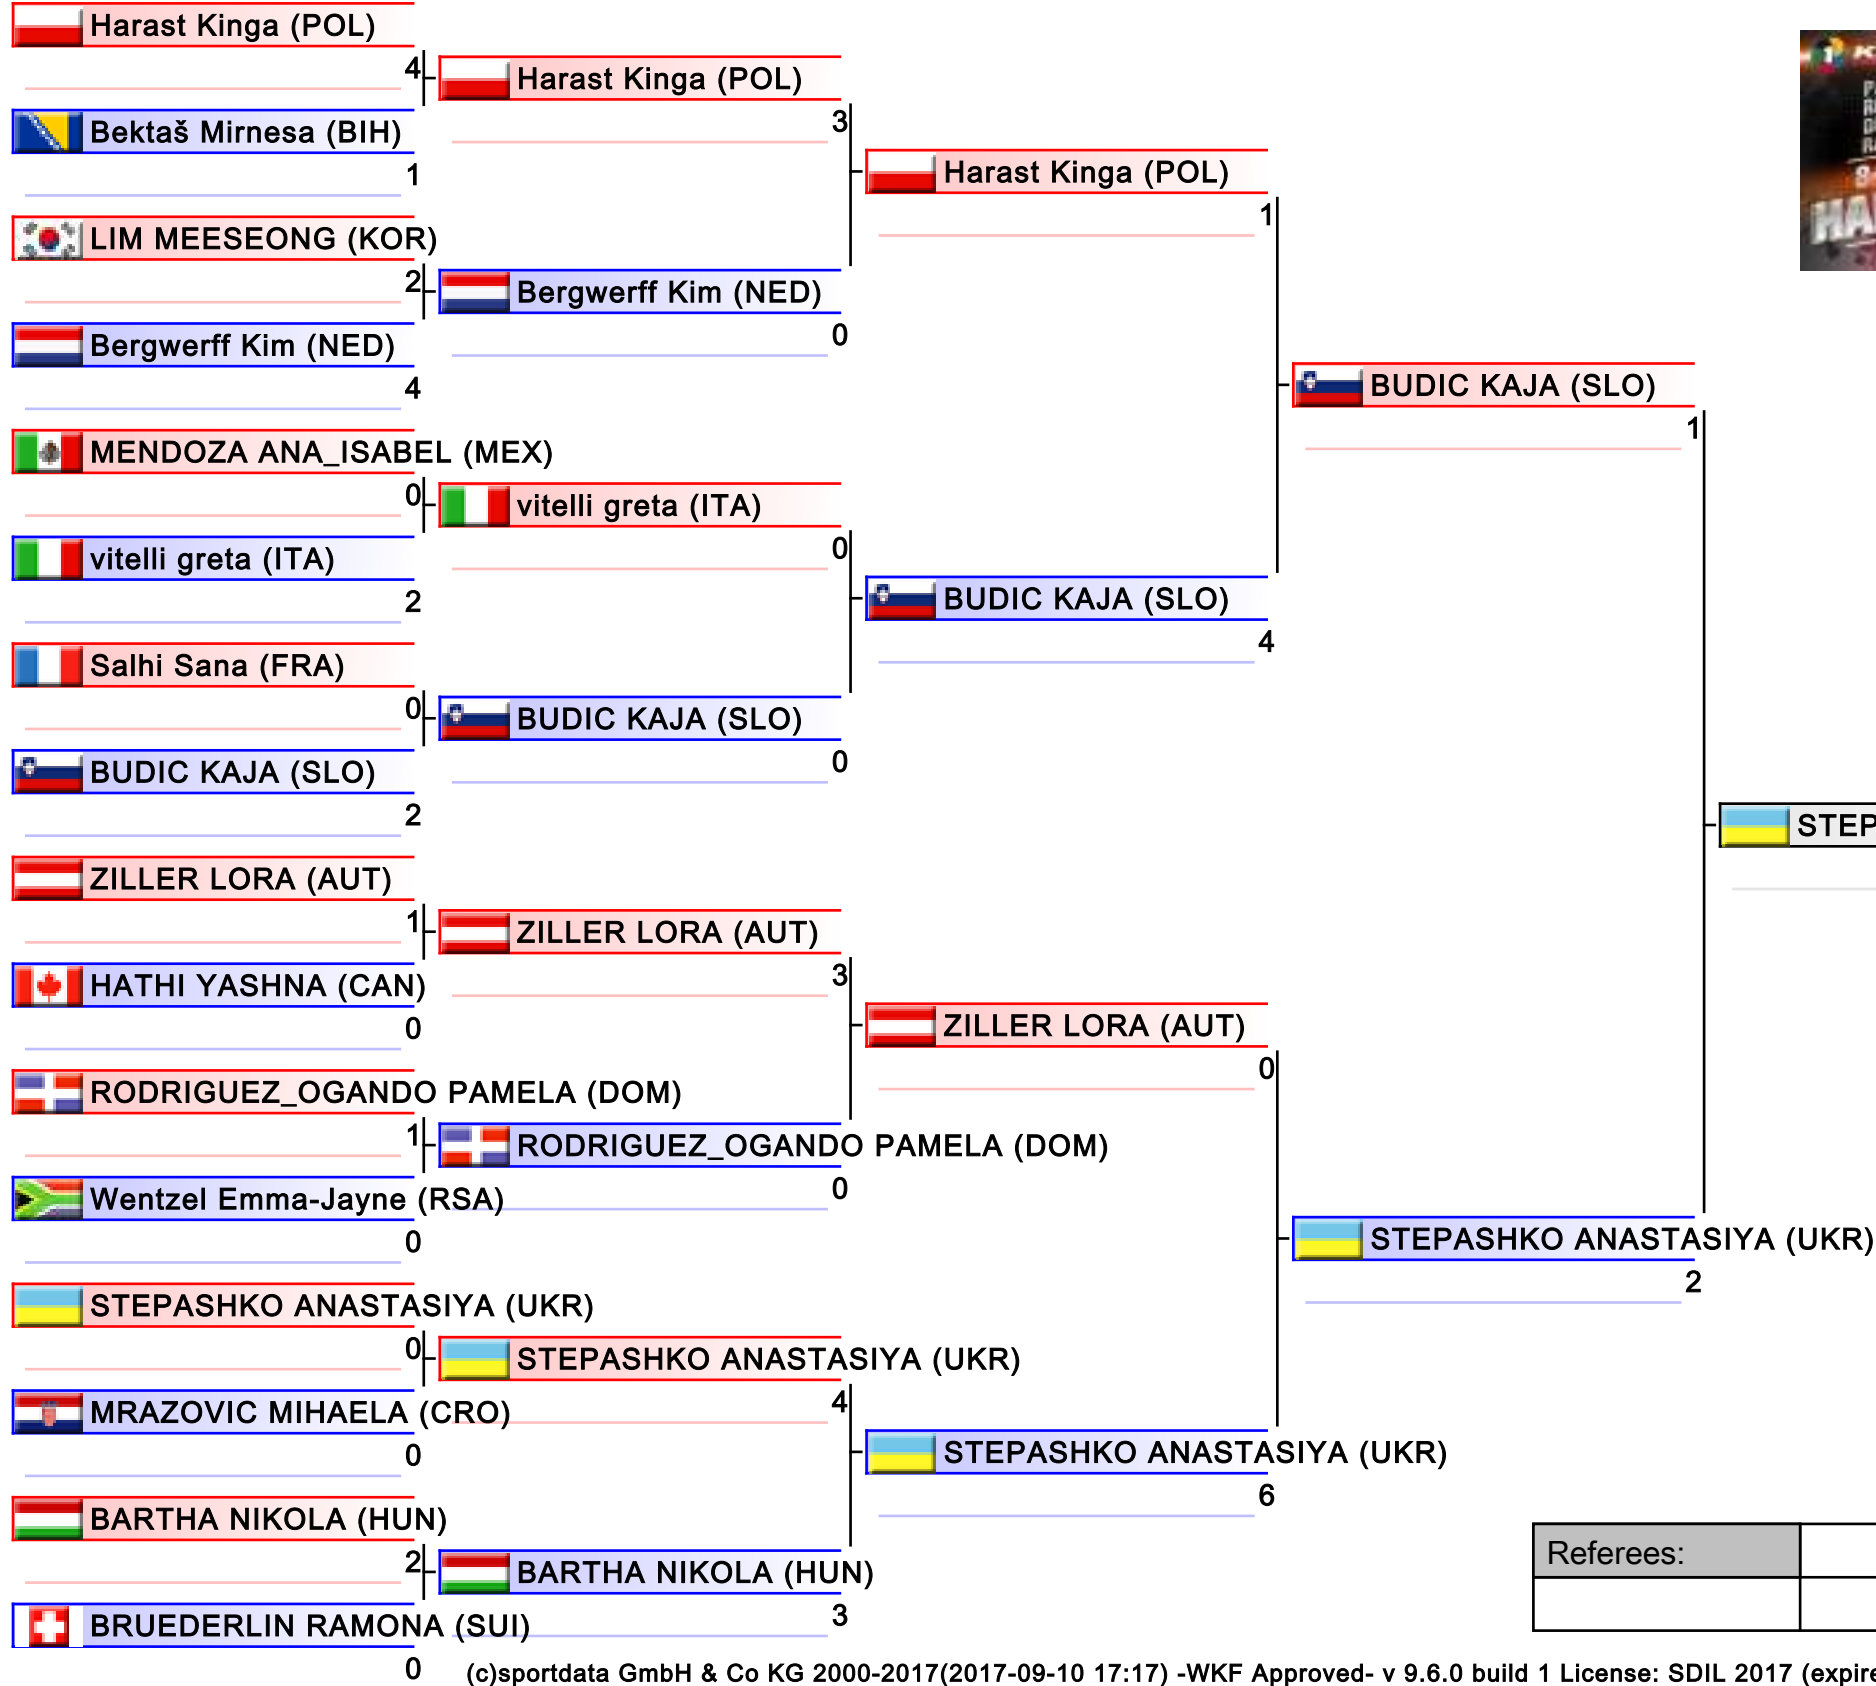 Harast Kinga (POL)
4
Bektaš Mirnesa (BIH)
1
LIM MEESEONG (KOR)
2
Bergwerff Kim (NED)
4
MENDOZA ANA_ISABEL (MEX)
0
vitelli greta (ITA)
2
Salhi Sana (FRA)
0
BUDIC KAJA (SLO)
2
ZILLER LORA (AUT)
1
HATHI YASHNA (CAN)
0
RODRIGUEZ_OGANDO PAMELA (DOM)
1
Wentzel Emma-Jayne (RSA)
0
STEPASHKO ANASTASIYA (UKR)
0
MRAZOVIC MIHAELA (CRO)
0
BARTHA NIKOLA (HUN)
2
BRUEDERLIN RAMONA (SUI)
0
Harast Kinga (POL)
3
Bergwerff Kim (NED)
0
vitelli greta (ITA)
0
BUDIC KAJA (SLO)
0
ZILLER LORA (AUT)
3
RODRIGUEZ_OGANDO PAMELA (DOM)
0
STEPASHKO ANASTASIYA (UKR)
4
BARTHA NIKOLA (HUN)
3
Harast Kinga (POL)
1
BUDIC KAJA (SLO)
4
ZILLER LORA (AUT)
0
STEPASHKO ANASTASIYA (UKR)
6
BUDIC KAJA (SLO)
1
STEPASHKO ANASTASIYA (UKR)
2
STEP
Referees:
(c)sportdata GmbH & Co KG 2000-2017(2017-09-10 17:17) -WKF Approved- v 9.6.0 build 1 License: SDIL 2017 (expire